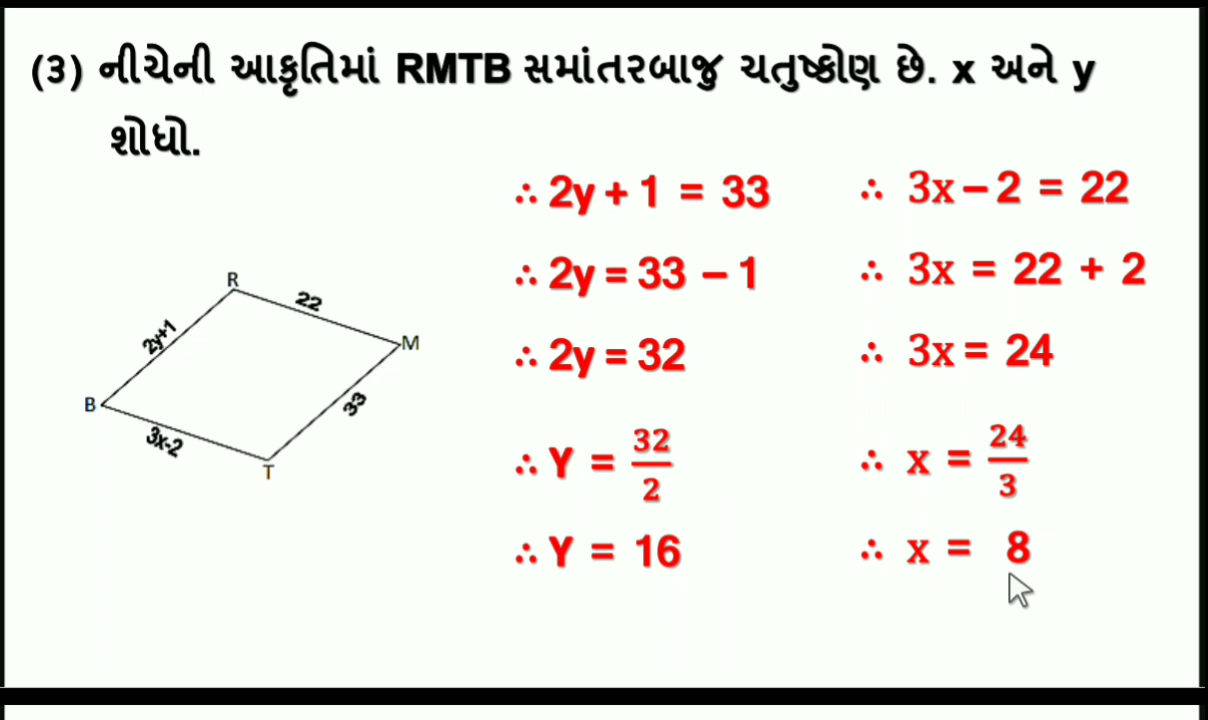 (૩) નીચેની આકૃતિમાં RMTB સમાંતરબાજુ ચતુષ્કોણ છે. x અને y
શોધો.
R
22
2y+1
M
B
33
3x-2
T
∴ 2y + 1 = 33
∴ 2y = 33 – 1
∴ 2y = 32
∴ Y = 32/2
∴ Y = 16
∴ 3x – 2 = 22
∴ 3x = 22 + 2
∴ 3x = 24
∴ x = 24/3
∴ x = 8